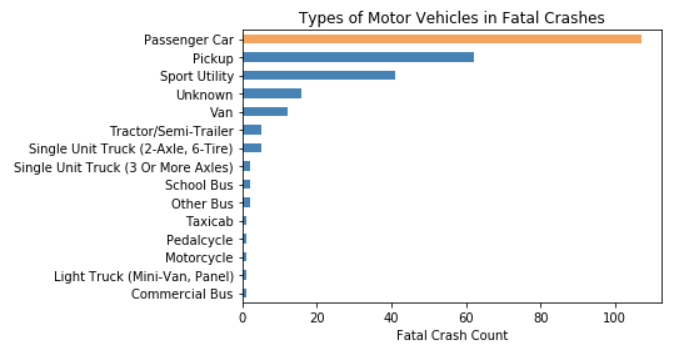 Types of Motor Vehicles in Fatal Crashes
Passenger Car
Pickup
Sport Utility
Unknown
Van
Tractor/Semi-Trailer
Single Unit Truck (2-Axle, 6-Tire)
Single Unit Truck (3 Or More Axles)
School Bus
Other Bus
Taxicab
Pedalcycle
Motorcycle
Light Truck (Mini-Van, Panel)
Commercial Bus
0 20 40 60 80 100
Fatal Crash Count